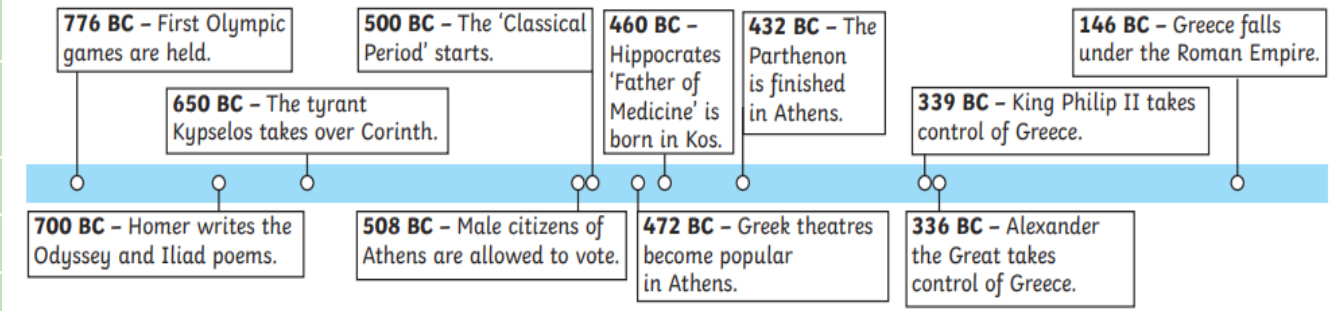 776 BC – First Olympic
games are held.
500 BC – The ‘Classical
Period’ starts.
460 BC –
Hippocrates
‘Father of
Medicine’ is
born in Kos.
432 BC – The
Parthenon
is finished
in Athens.
146 BC – Greece falls
under the Roman Empire.
650 BC – The tyrant
Kypselos takes over Corinth.
339 BC – King Philip II takes
control of Greece.
700 BC – Homer writes the
Odyssey and Iliad poems.
508 BC – Male citizens of
Athens are allowed to vote.
472 BC – Greek theatres
become popular
in Athens.
336 BC – Alexander
the Great takes
control of Greece.